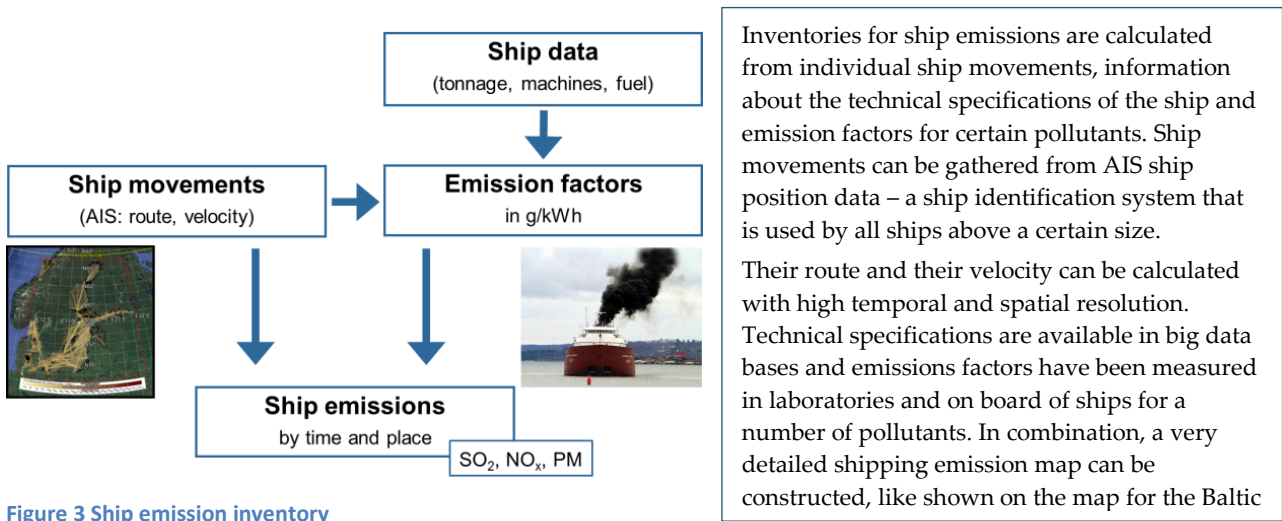 Ship data
(tonnage, machines, fuel)
Ship movements
(AIS: route, velocity)
Emission factors
in g/kWh
Ship emissions
by time and place
SO₂, NOₓ, PM
Figure 3 Ship emission inventory
Inventories for ship emissions are calculated
from individual ship movements, information
about the technical specifications of the ship and
emission factors for certain pollutants. Ship
movements can be gathered from AIS ship
position data – a ship identification system that
is used by all ships above a certain size.
Their route and their velocity can be calculated
with high temporal and spatial resolution.
Technical specifications are available in big data
bases and emissions factors have been measured
in laboratories and on board of ships for a
number of pollutants. In combination, a very
detailed shipping emission map can be
constructed, like shown on the map for the Baltic